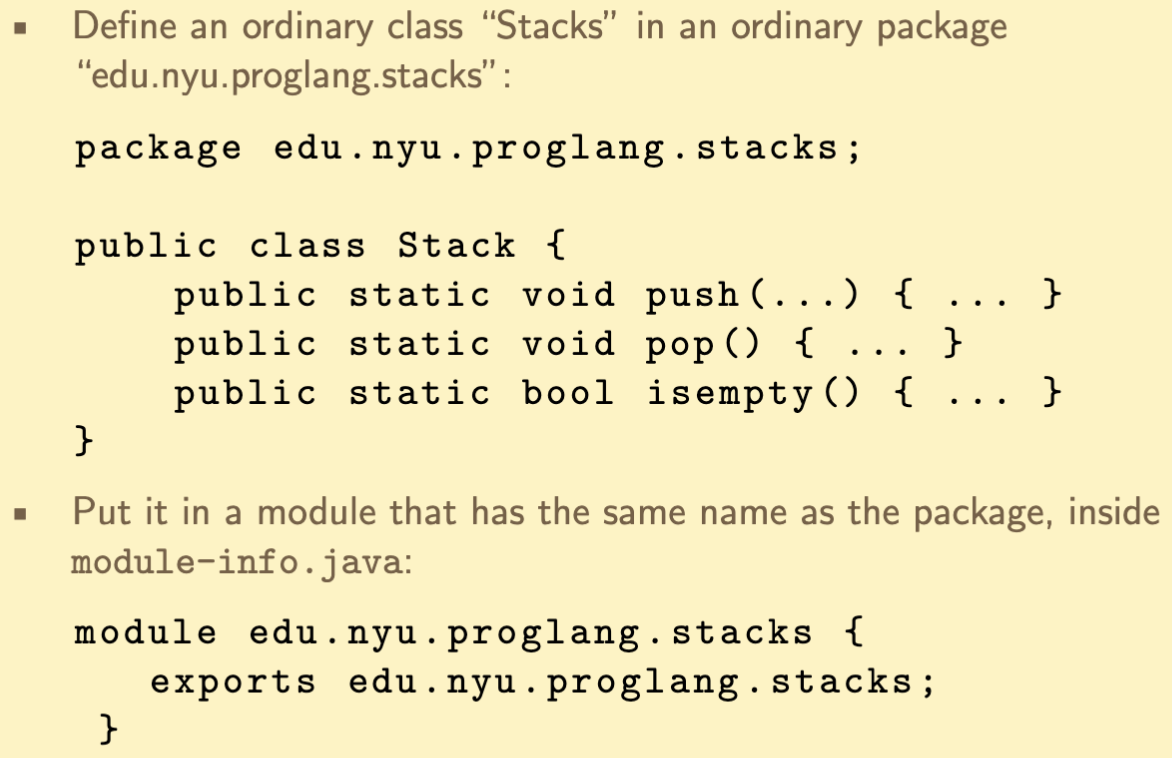 ▪ Define an ordinary class “Stacks” in an ordinary package
“edu.nyu.proglang.stacks”:
package edu.nyu.proglang.stacks;
public class Stack {
public static void push(...) { ... }
public static void pop() { ... }
public static bool isempty() { ... }
}
▪ Put it in a module that has the same name as the package, inside
module-info.java:
module edu.nyu.proglang.stacks {
exports edu.nyu.proglang.stacks;
}